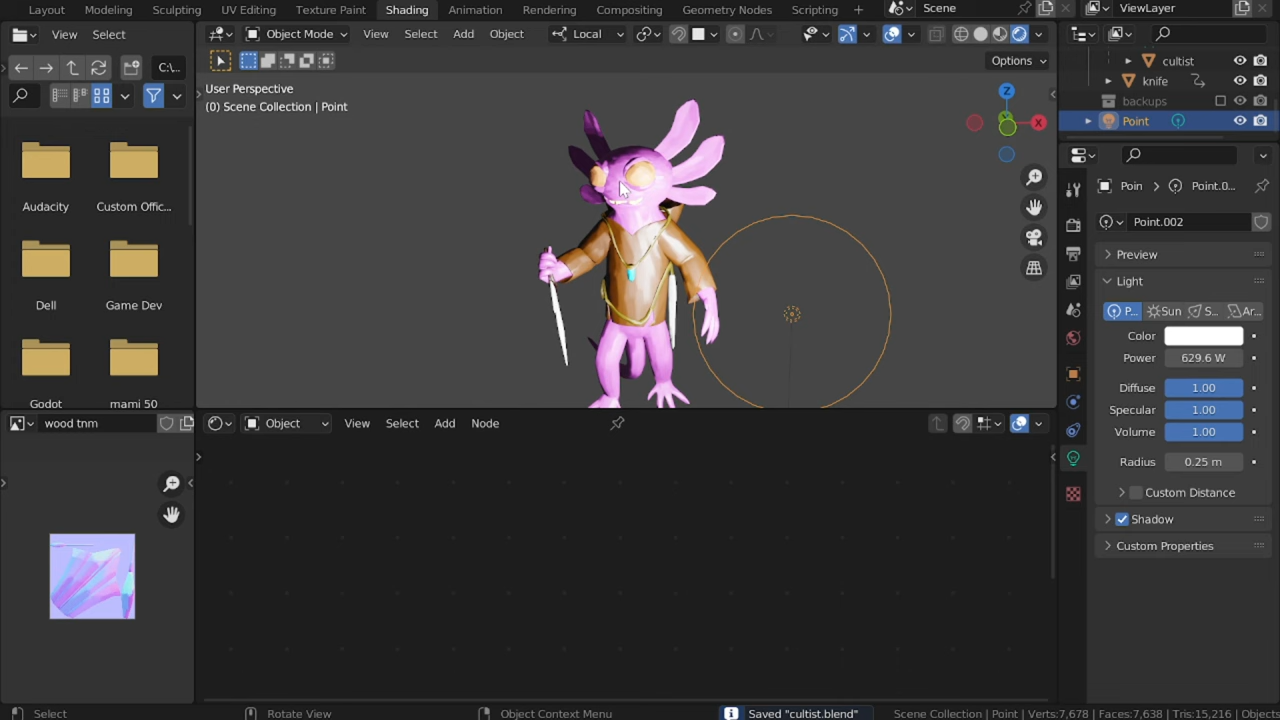 Layout Modeling Sculpting UV Editing Texture Paint Shading Animation Rendering Compositing Geometry Nodes Scripting Scene ViewLayer
View Select Object Mode View Select Add Object Local
C:\... Options
User Perspective
(0) Scene Collection | Point
cultist
knife
backups
Point
Z
X
Audacity Custom Offic...
Dell Game Dev
Godot mami 50
Poin Point.0...
Point.002
Preview
Light
P... Sun S... Ar...
Color
Power 629.6 W
Diffuse 1.00
Specular 1.00
Volume 1.00
Radius 0.25 m
Custom Distance
Shadow
Custom Properties
wood tnm Object View Select Add Node
Select Rotate View Object Context Menu Saved "cultist.blend" Scene Collection | Point | Verts:7,678 | Faces:7,638 | Tris:15,216 | Objects